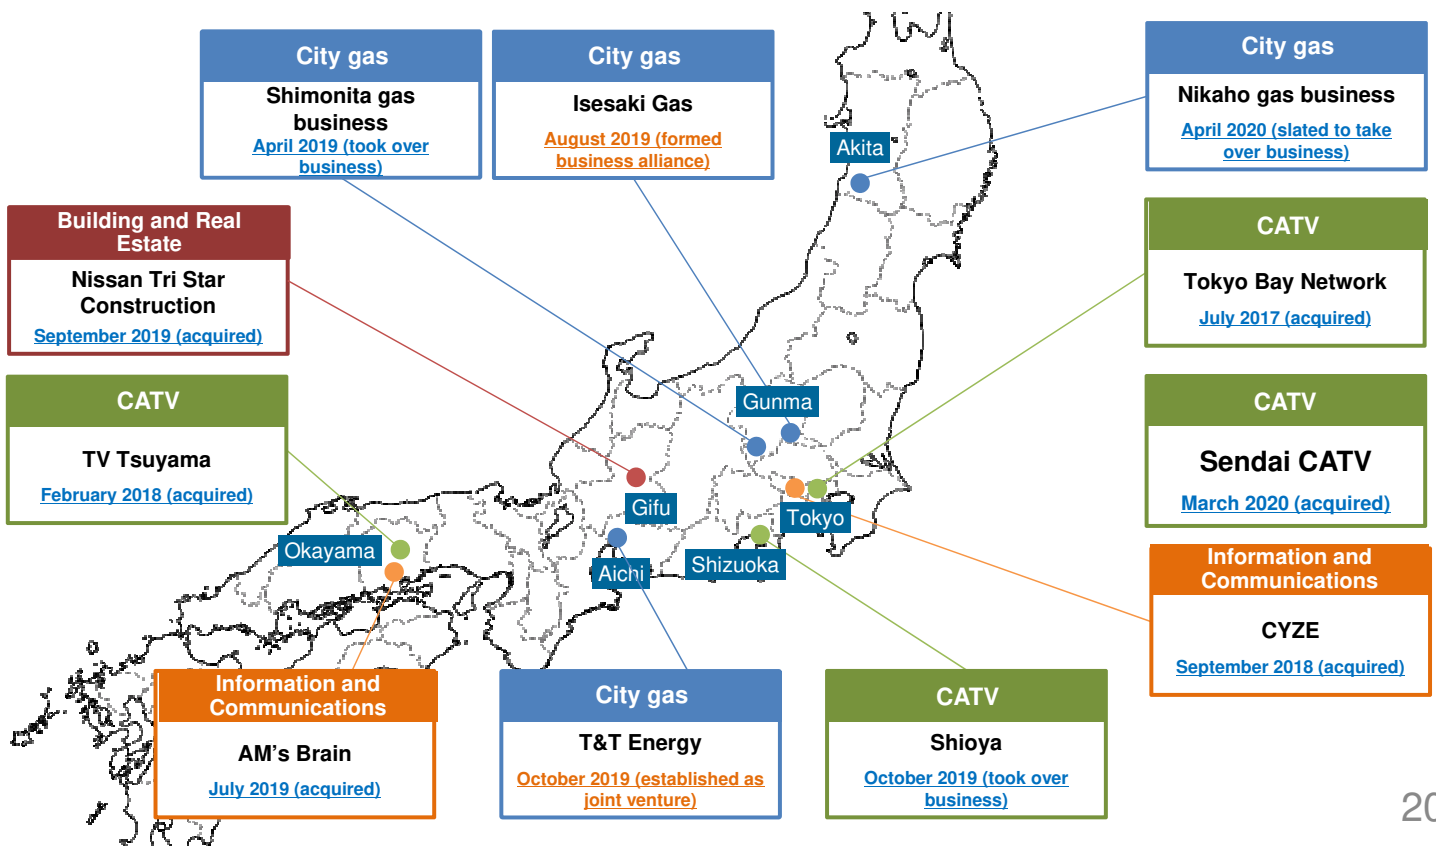 City gas
Shimonita gas
business
April 2019 (took over
business)
City gas
Isesaki Gas
August 2019 (formed
business alliance)
City gas
Nikaho gas business
April 2020 (slated to take
over business)
Akita
Building and Real
Estate
Nissan Tri Star
Construction
September 2019 (acquired)
CATV
Tokyo Bay Network
July 2017 (acquired)
CATV
TV Tsuyama
February 2018 (acquired)
Gunma
CATV
Sendai CATV
March 2020 (acquired)
Gifu
Tokyo
Okayama
Aichi
Shizuoka
Information and
Communications
CYZE
September 2018 (acquired)
Information and
Communications
AM's Brain
July 2019 (acquired)
City gas
T&T Energy
October 2019 (established as
joint venture)
CATV
Shioya
October 2019 (took over
business)
20